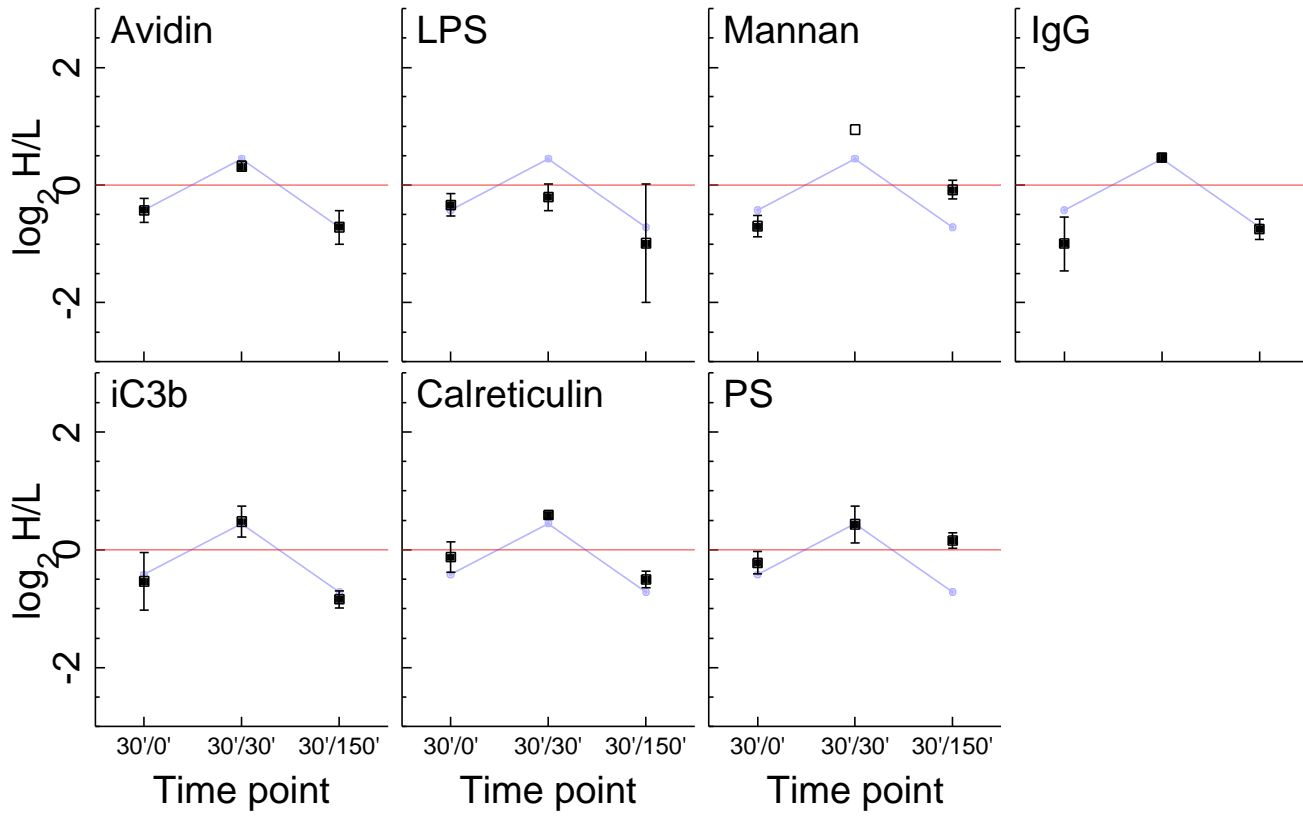 Avidin LPS Mannan IgG
2
0
-2
log2 H/L
iC3b Calreticulin PS
2
0
-2
log2 H/L
30'/0' 30'/30' 30'/150' 30'/0' 30'/30' 30'/150' 30'/0' 30'/30' 30'/150'
Time point Time point Time point